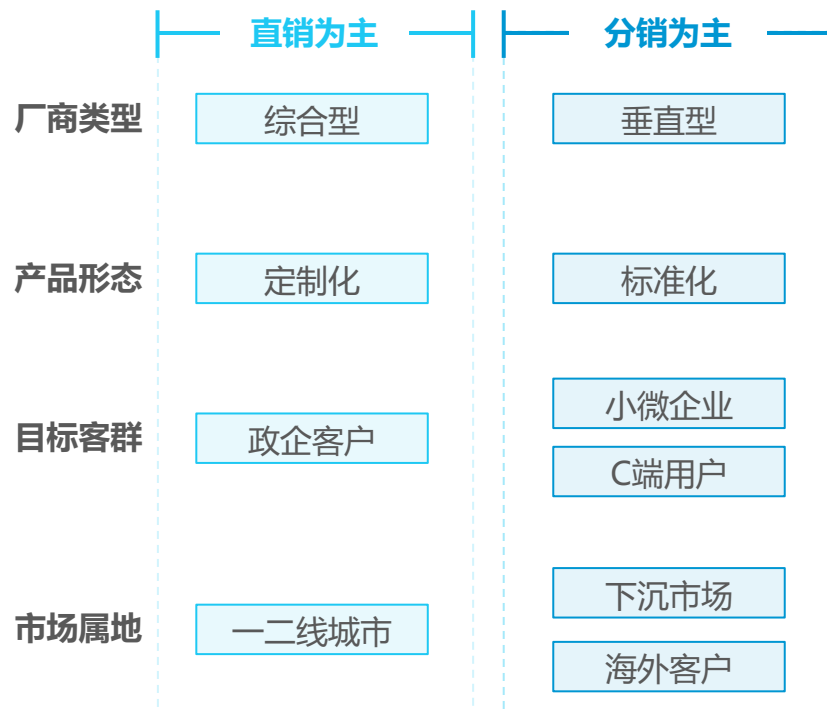 直销为主
分销为主
厂商类型
综合型
垂直型
产品形态
定制化
标准化
目标客群
政企客户
小微企业
C端用户
市场属地
一二线城市
下沉市场
海外客户